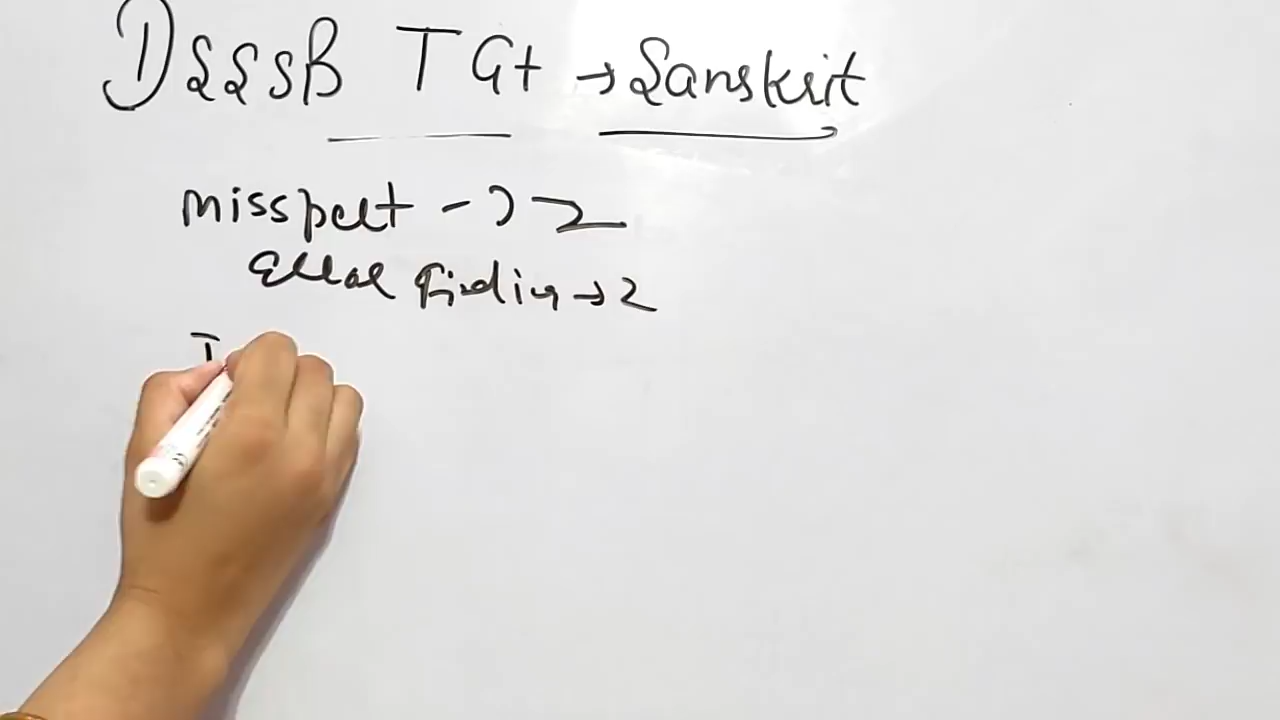 DSSSB TGT → Sanskrit
misspelt → 2
Error finding → 2
I